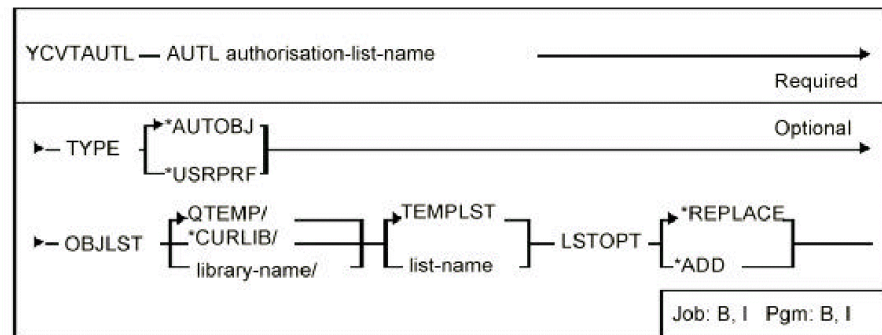 YCVTAUTL — AUTL authorisation-list-name
Required
Optional
*AUTOBJ
TYPE
*USRPRF
QTEMP/ TEMPLST *REPLACE
*CURLIB/
OBJLST LSTOPT
library-name/ list-name *ADD
Job: B, I Pgm: B, I